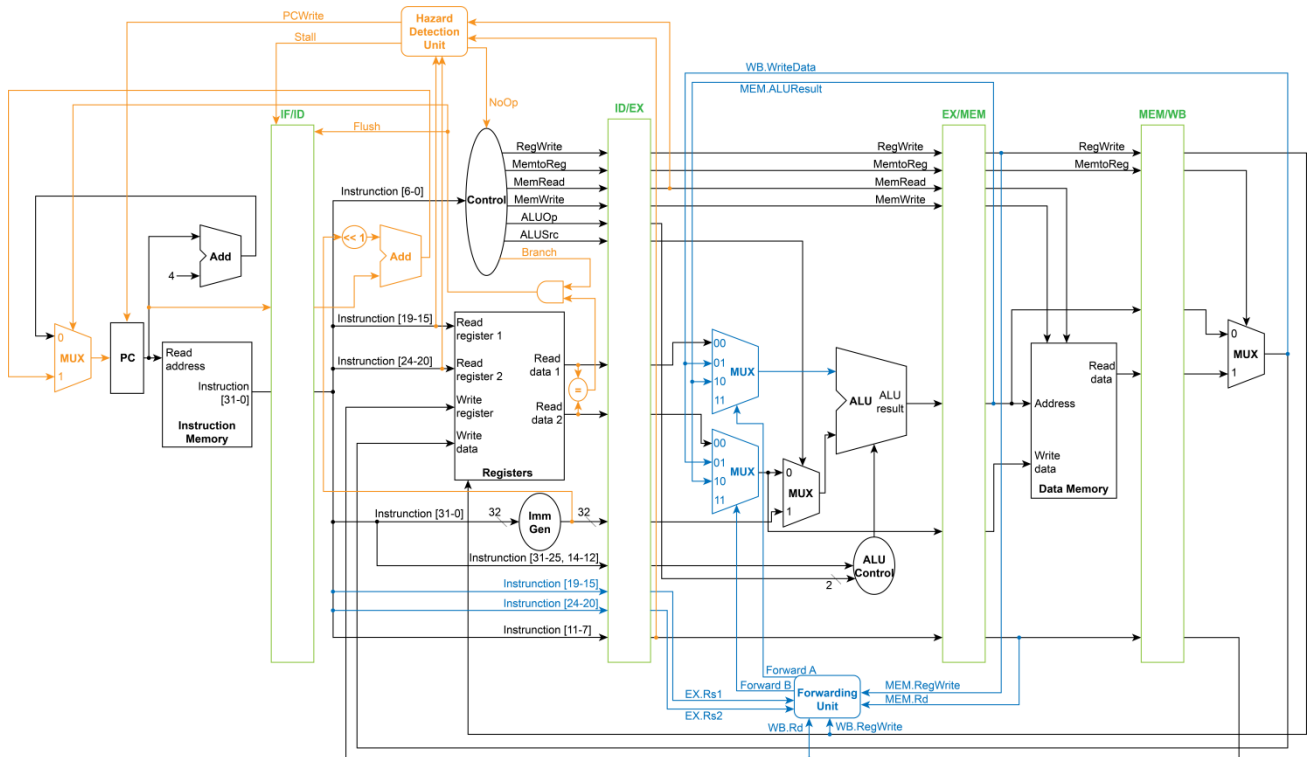 PCWrite
Hazard
Detection
Unit
Stall
WB.WriteData
MEM.ALUResult
NoOp
IF/ID
ID/EX
EX/MEM
MEM/WB
Flush
RegWrite
MemtoReg
MemRead
MemWrite
ALUOp
ALUSrc
Branch
Control
RegWrite
MemtoReg
MemRead
MemWrite
RegWrite
MemtoReg
Instrunction [6-0]
Add
4
<< 1
Add
0
MUX
1
PC
Read
address
Instruction
[31-0]
Instruction
Memory
Instruction [19-15]
Instruction [24-20]
Read
register 1
Read
register 2
Write
register
Write
data
Read
data 1
Read
data 2
Registers
=
00
01
10
11
MUX
00
01
10
11
MUX
0
MUX
1
ALU
ALU
result
Address
Write
data
Read
data
Data Memory
0
MUX
1
Instrunction [31-0]
32
Imm
Gen
32
Instrunction [31-25, 14-12]
ALU
Control
2
Instrunction [19-15]
Instrunction [24-20]
Instrunction [11-7]
Forward A
Forward B
Forwarding
Unit
EX.Rs1
EX.Rs2
MEM.RegWrite
MEM.Rd
WB.Rd
WB.RegWrite